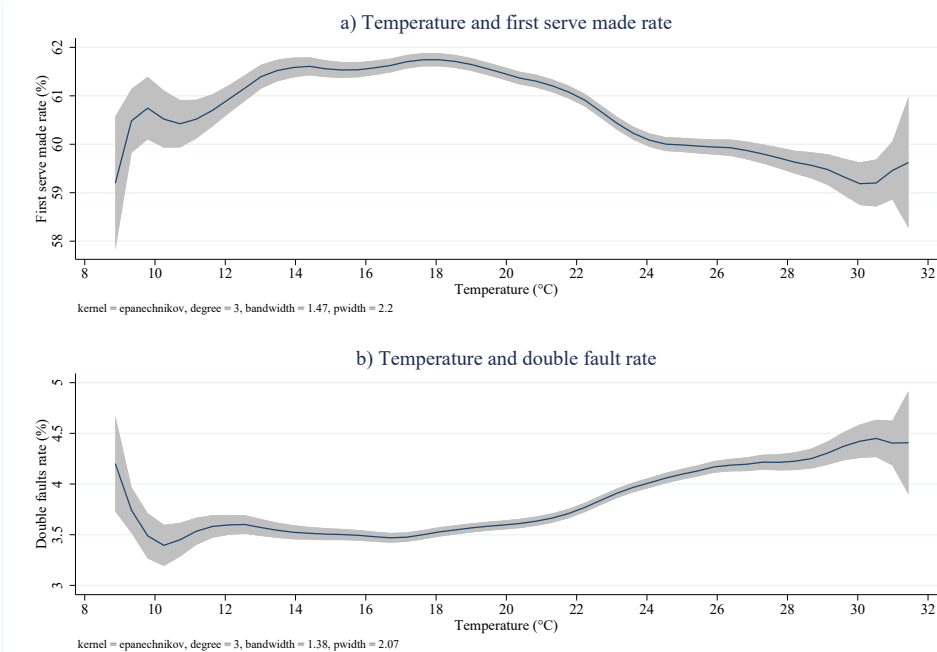 a) Temperature and first serve made rate
First serve made rate (%)
62
61
60
59
58
8 10 12 14 16 18 20 22 24 26 28 30 32
Temperature (°C)
kernel = epanechnikov, degree = 3, bandwidth = 1.47, pwidth = 2.2
b) Temperature and double fault rate
Double faults rate (%)
5
4.5
4
3.5
3
8 10 12 14 16 18 20 22 24 26 28 30 32
Temperature (°C)
kernel = epanechnikov, degree = 3, bandwidth = 1.38, pwidth = 2.07